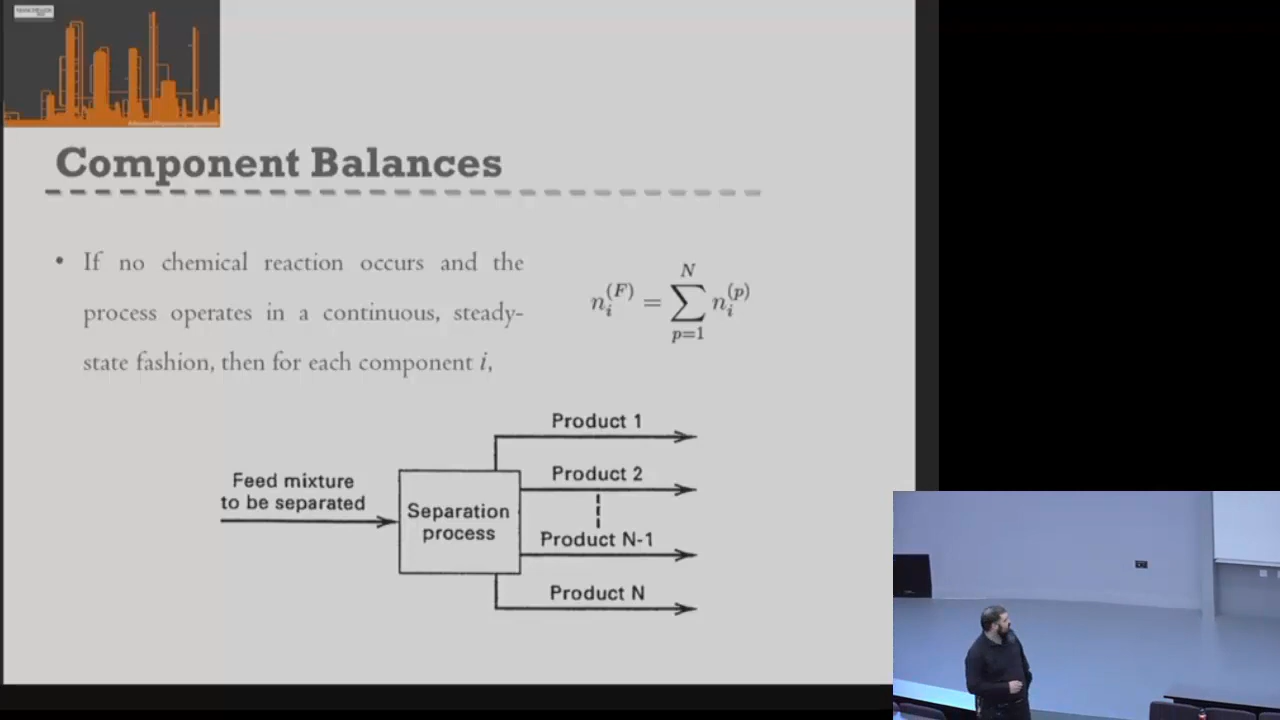 Component Balances
• If no chemical reaction occurs and the
process operates in a continuous, steady-
state fashion, then for each component i,
n_i^(F) = ∑_{p=1}^{N} n_i^(p)
Feed mixture
to be separated
Separation
process
Product 1
Product 2
Product N-1
Product N